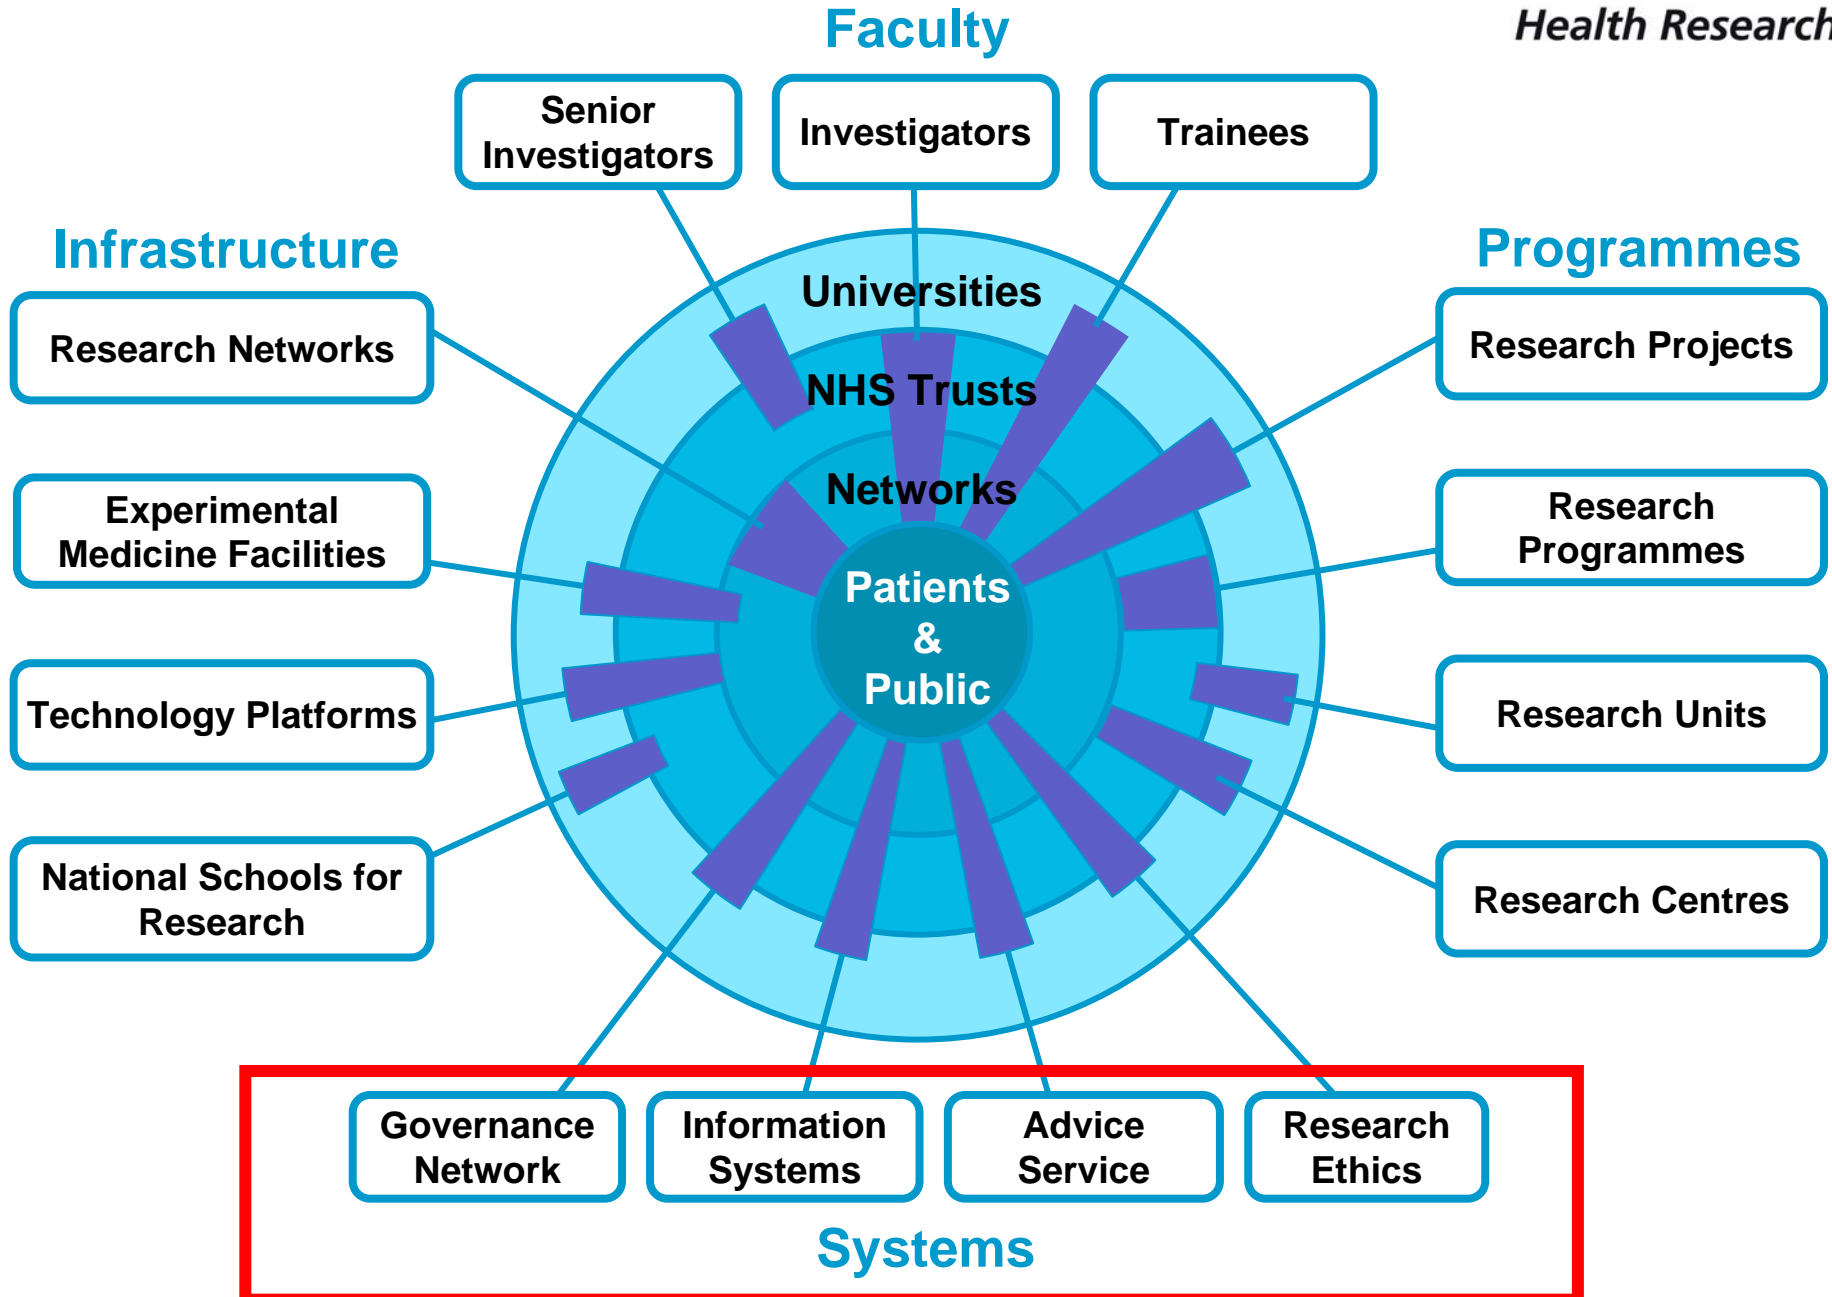 Health Research
Faculty
Senior
Investigators
Investigators
Trainees
Infrastructure
Research Networks
Experimental
Medicine Facilities
Technology Platforms
National Schools for
Research
Universities
NHS Trusts
Networks
Patients
&
Public
Programmes
Research Projects
Research
Programmes
Research Units
Research Centres
Governance
Network
Information
Systems
Advice
Service
Research
Ethics
Systems